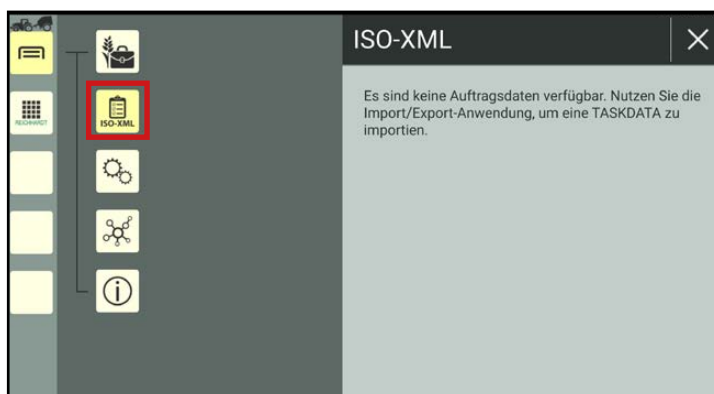 ISO-XML
Es sind keine Auftragsdaten verfügbar. Nutzen Sie die
Import/Export-Anwendung, um eine TASKDATA zu
importien.
ISO-XML
REICHHARDT